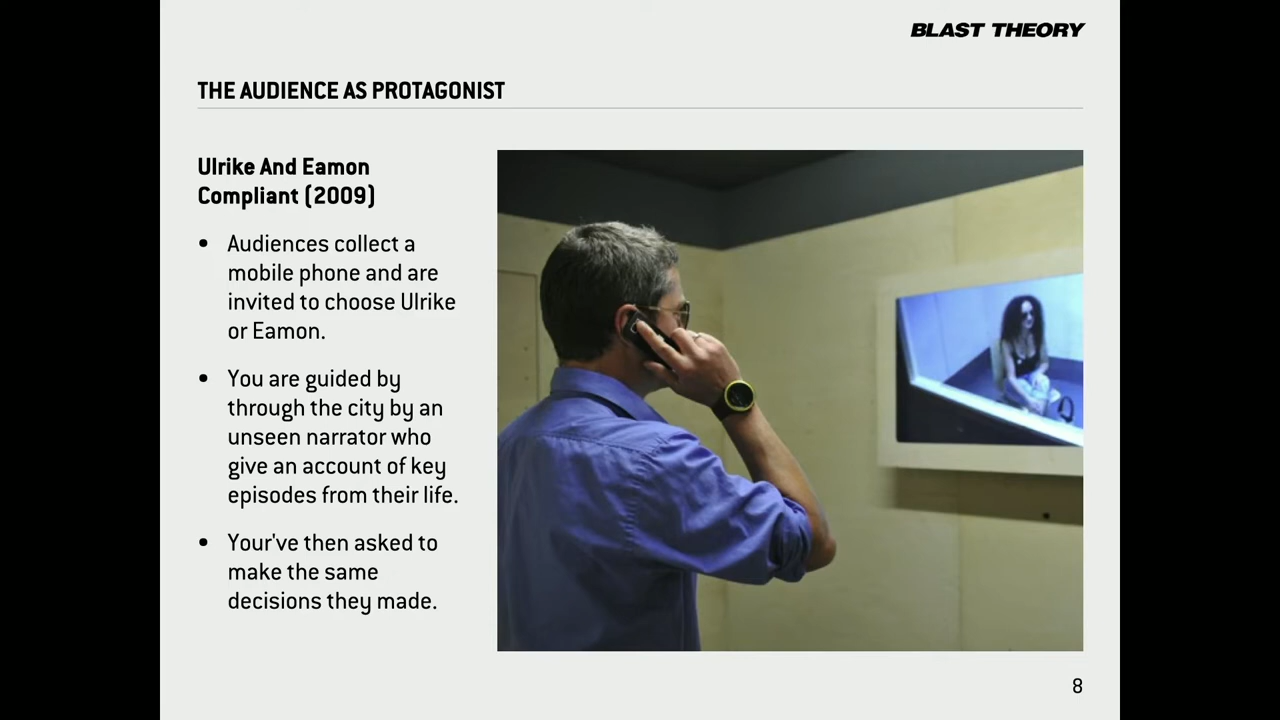 BLAST THEORY
THE AUDIENCE AS PROTAGONIST
Ulrike And Eamon
Compliant (2009)
• Audiences collect a
mobile phone and are
invited to choose Ulrike
or Eamon.
• You are guided by
through the city by an
unseen narrator who
give an account of key
episodes from their life.
• Your've then asked to
make the same
decisions they made.
8